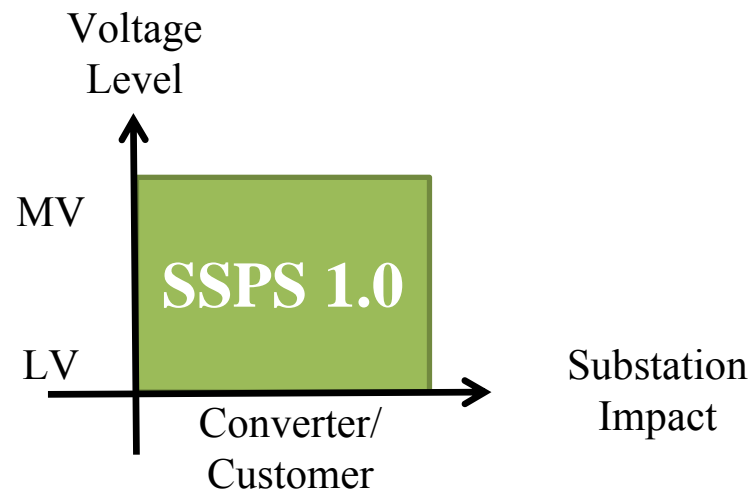 Voltage
Level
MV
SSPS 1.0
LV
Substation
Impact
Converter/
Customer